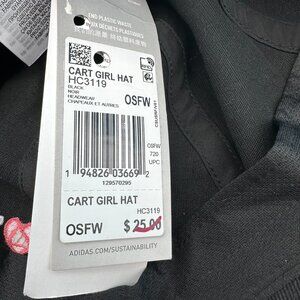 END PLASTIC WASTE
CART GIRL HAT
HC3119
BLACK
NOIR
HEADWEAR
CHAPEAUX ET AUTRES
OSFW
OSFW
720
UPC
1 94826 03669 2
129570295
CART GIRL HAT
HC3119
OSFW
$ 25.00
ADIDAS.COM/SUSTAINABILITY